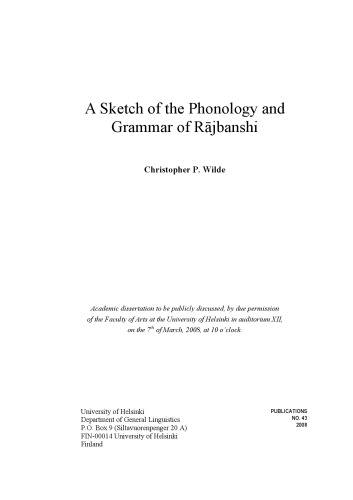 A Sketch of the Phonology and
Grammar of Rājbanshi
Christopher P. Wilde
Academic dissertation to be publicly discussed, by due permission
of the Faculty of Arts at the University of Helsinki in auditorium XII,
on the 7th of March, 2008, at 10 o'clock.
University of Helsinki
Department of General Linguistics
P.O. Box 9 (Siltavuorenpenger 20 A)
FIN-00014 University of Helsinki
Finland
PUBLICATIONS
NO. 43
2008